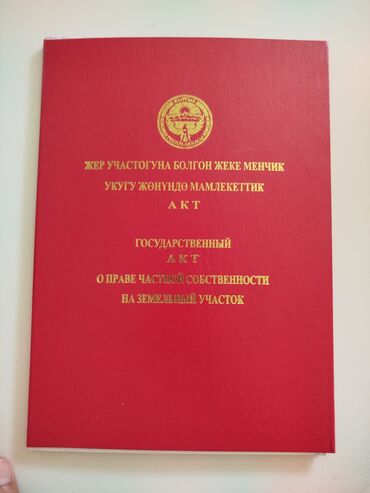 ЖЕР УЧАСТОГУНА БОЛГОН ЖЕКЕ МЕНЧИК
УКУГУ ЖӨНҮНДӨ МАМЛЕКЕТТИК
АКТ
ГОСУДАРСТВЕННЫЙ
АКТ
О ПРАВЕ ЧАСТНОЙ СОБСТВЕННОСТИ
НА ЗЕМЕЛЬНЫЙ УЧАСТОК